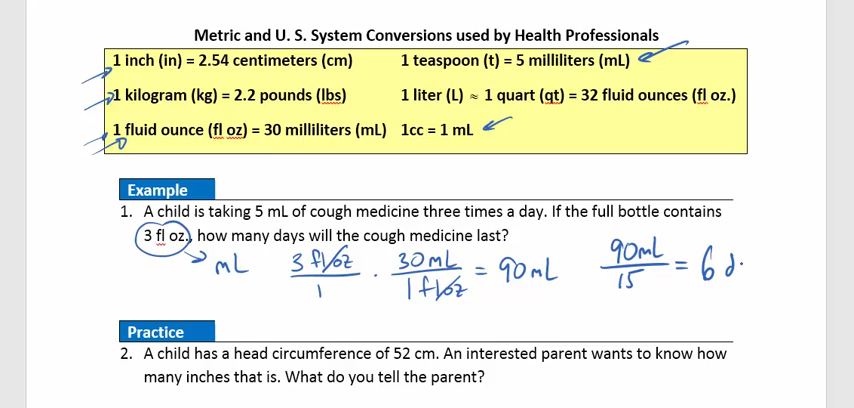 Metric and U. S. System Conversions used by Health Professionals
1 inch (in) = 2.54 centimeters (cm) 1 teaspoon (t) = 5 milliliters (mL)
1 kilogram (kg) = 2.2 pounds (lbs) 1 liter (L) ≈ 1 quart (qt) = 32 fluid ounces (fl oz.)
1 fluid ounce (fl oz) = 30 milliliters (mL) 1cc = 1 mL
Example
1. A child is taking 5 mL of cough medicine three times a day. If the full bottle contains
3 fl oz., how many days will the cough medicine last?
mL 3 fl oz / 1 · 30 mL / 1 fl oz = 90 mL 90 mL / 15 = 6 d.
Practice
2. A child has a head circumference of 52 cm. An interested parent wants to know how
many inches that is. What do you tell the parent?